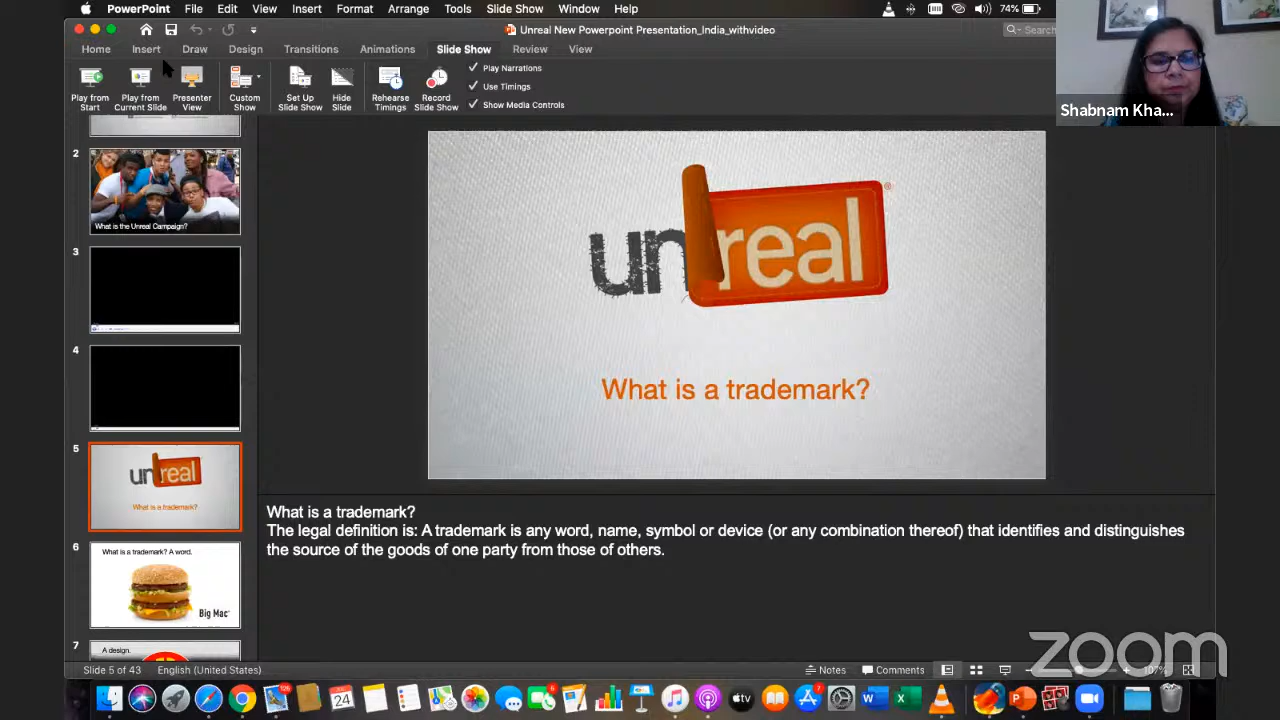 PowerPoint File Edit View Insert Format Arrange Tools Slide Show Window Help 74%
Unreal New Powerpoint Presentation_India_withvideo
Search
Home Insert Draw Design Transitions Animations Slide Show Review View
Play from Start
Play from Current Slide
Presenter View
Custom Show
Set Up Slide Show
Hide Slide
Rehearse Timings
Record Slide Show
Play Narrations
Use Timings
Show Media Controls
Shabnam Kha...
2
What is the Unreal Campaign?
3
4
5
unreal
What is a trademark?
6
What is a trademark? A word.
Big Mac
7
A design.
unreal®
What is a trademark?
What is a trademark?
The legal definition is: A trademark is any word, name, symbol or device (or any combination thereof) that identifies and distinguishes
the source of the goods of one party from those of others.
Slide 5 of 43 English (United States)
Notes Comments 107%
zoom
24
tv